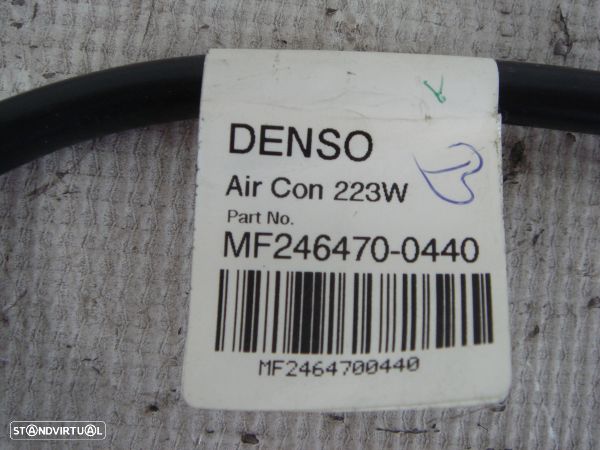 DENSO
Air Con 223W
Part No.
MF246470-0440
MF2464700440
STANDVIRTUAL